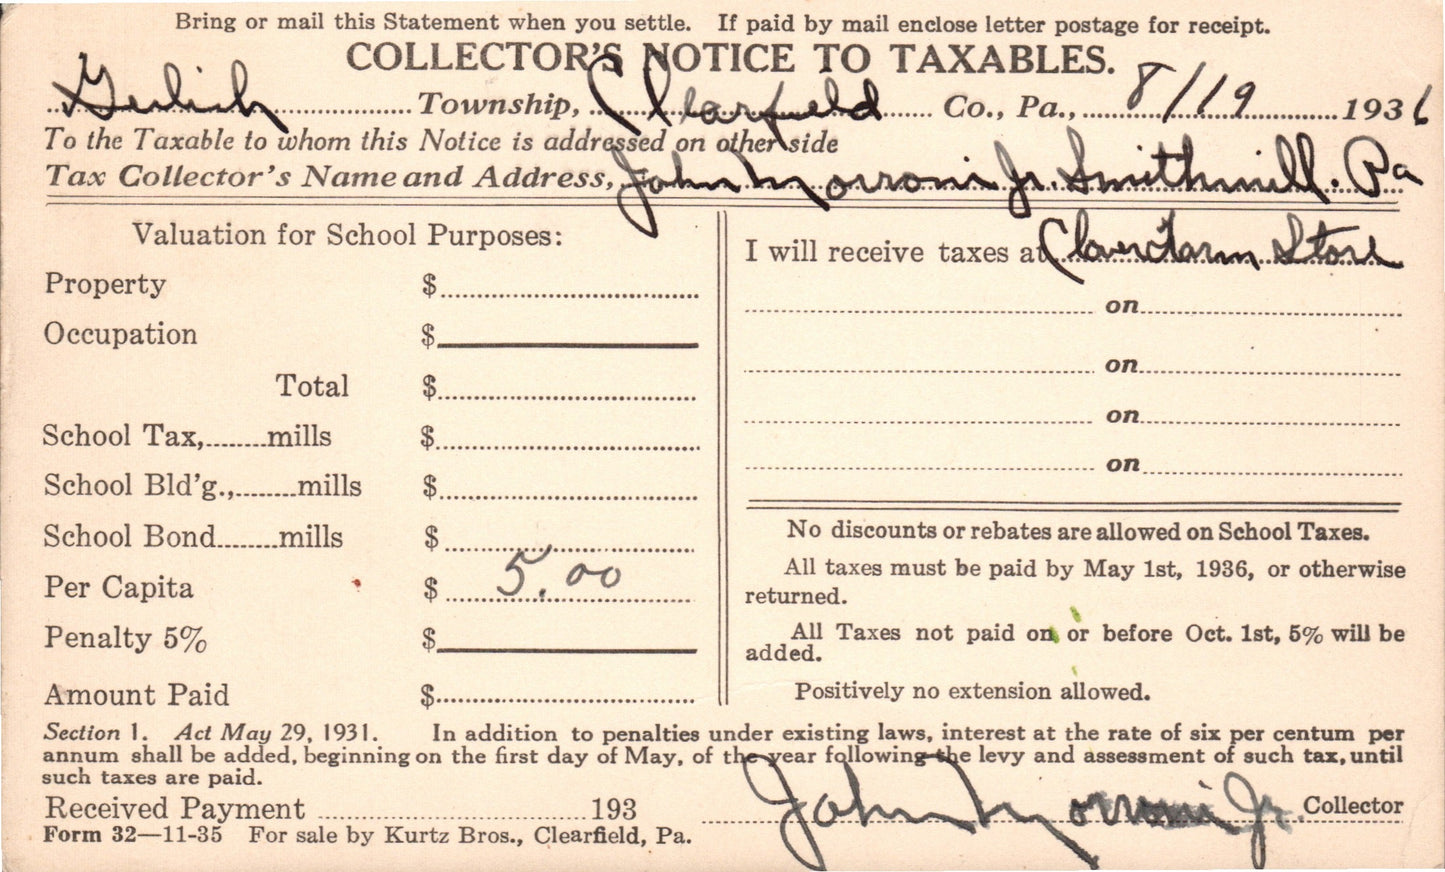 Bring or mail this Statement when you settle. If paid by mail enclose letter postage for receipt.
COLLECTOR'S NOTICE TO TAXABLES.
Gulich Township, Clearfield Co., Pa., 8/19 1936
To the Taxable to whom this Notice is addressed on other side
Tax Collector's Name and Address, John Morroni Jr. Smithmill. Pa
Valuation for School Purposes:
Property $
Occupation $
Total $
School Tax, mills $
School Bld'g., mills $
School Bond mills $
Per Capita $ 5.00
Penalty 5% $
Amount Paid $
I will receive taxes at Clover Farm Store
on
on
on
on
No discounts or rebates are allowed on School Taxes.
All taxes must be paid by May 1st, 1936, or otherwise
returned.
All Taxes not paid on or before Oct. 1st, 5% will be
added.
Positively no extension allowed.
Section 1. Act May 29, 1931. In addition to penalties under existing laws, interest at the rate of six per centum per
annum shall be added, beginning on the first day of May, of the year following the levy and assessment of such tax, until
such taxes are paid.
Received Payment 193 John Morroni Jr. Collector
Form 32—11-35 For sale by Kurtz Bros., Clearfield, Pa.